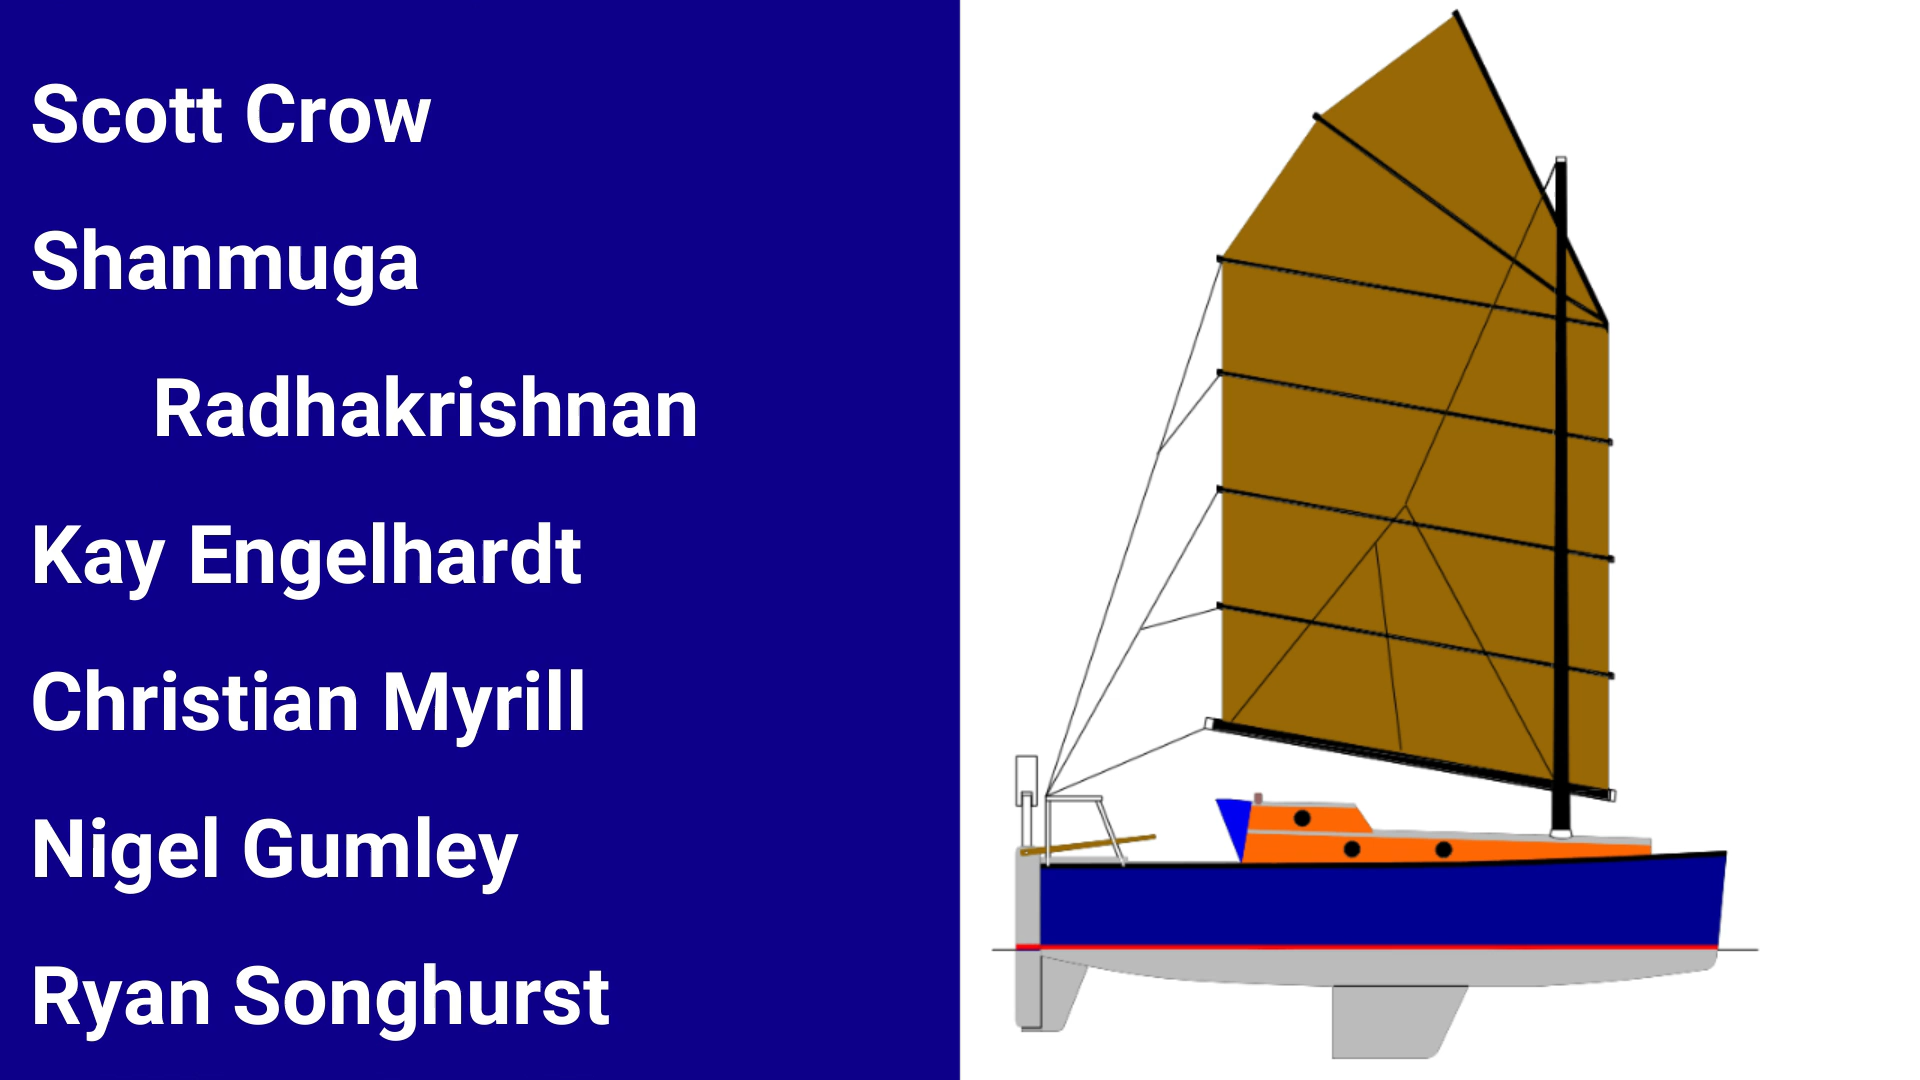 Scott Crow
Shanmuga
Radhakrishnan
Kay Engelhardt
Christian Myrill
Nigel Gumley
Ryan Songhurst